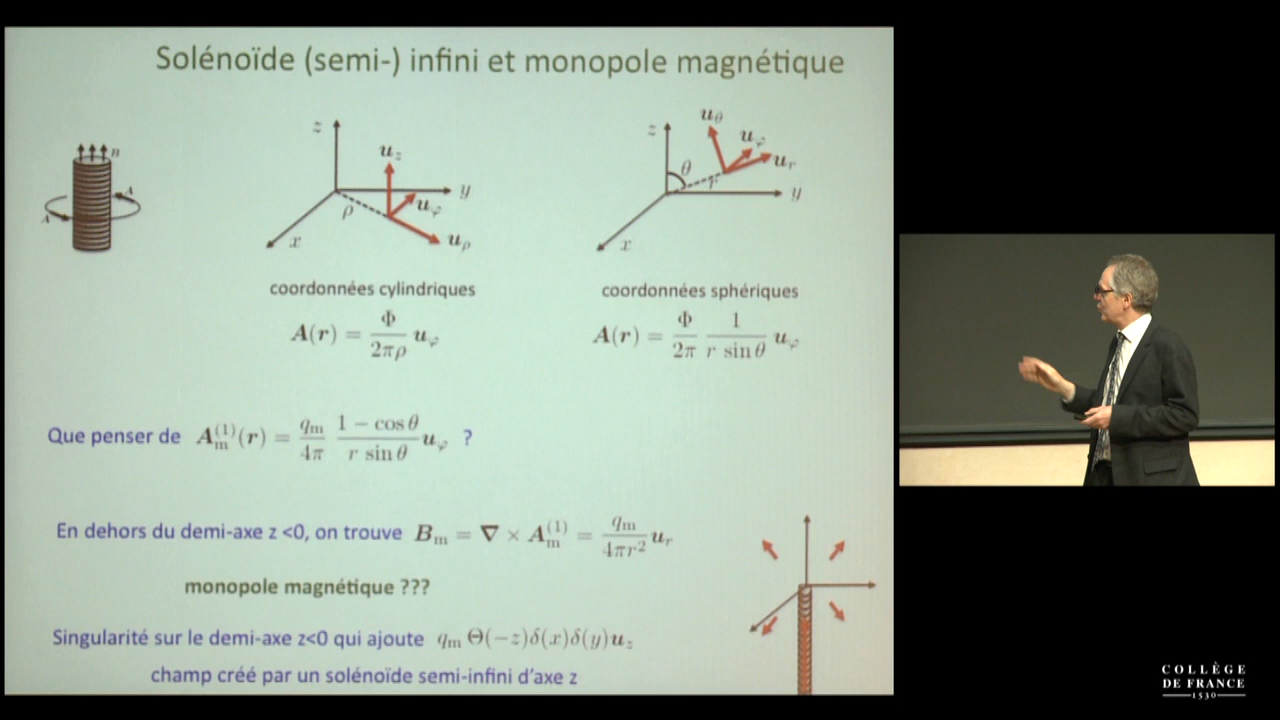 Solénoïde (semi-) infini et monopole magnétique
B
A
A
z
u_z
y
ρ
u_φ
u_ρ
x
z
u_θ
u_φ
u_r
θ
r
y
x
coordonnées cylindriques
coordonnées sphériques
A(r) = Φ/2πρ u_φ
A(r) = Φ/2π 1/r sin θ u_φ
Que penser de A_m^(1)(r) = q_m/4π 1 − cos θ/r sin θ u_φ ?
En dehors du demi-axe z <0, on trouve B_m = ∇ × A_m^(1) = q_m/4πr² u_r
monopole magnétique ???
Singularité sur le demi-axe z<0 qui ajoute q_m Θ(−z)δ(x)δ(y)u_z
champ créé par un solénoïde semi-infini d'axe z
COLLÈGE
DE FRANCE
1530